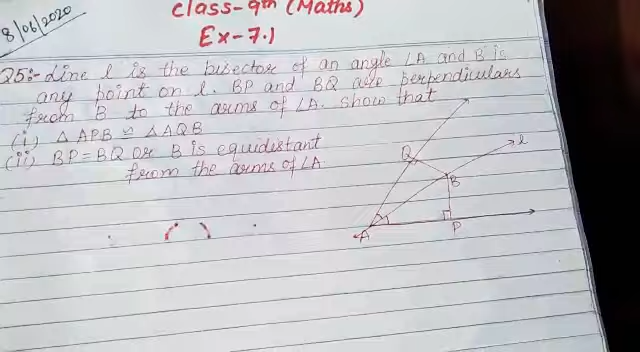 8/06/2020
Class-9th (Maths)
Ex-7.1
Q5:- Line l is the bisector of an angle ∠A and B is
any point on l. BP and BQ are perpendiculars
from B to the arms of ∠A. Show that
(i) △ APB ≅ △AQB
(ii) BP=BQ or B is equidistant
from the arms of ∠A
Q
l
B
A
P